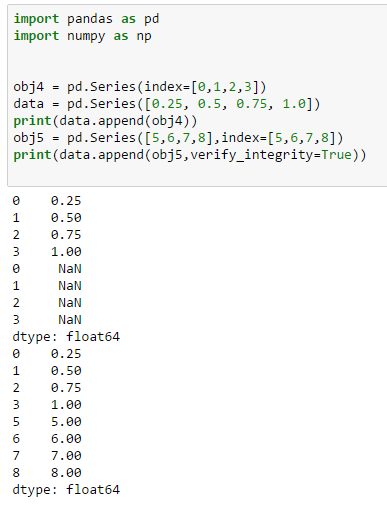 import pandas as pd
import numpy as np
obj4 = pd.Series(index=[0,1,2,3])
data = pd.Series([0.25, 0.5, 0.75, 1.0])
print(data.append(obj4))
obj5 = pd.Series([5,6,7,8],index=[5,6,7,8])
print(data.append(obj5,verify_integrity=True))
0    0.25
1    0.50
2    0.75
3    1.00
0     NaN
1     NaN
2     NaN
3     NaN
dtype: float64
0    0.25
1    0.50
2    0.75
3    1.00
5    5.00
6    6.00
7    7.00
8    8.00
dtype: float64